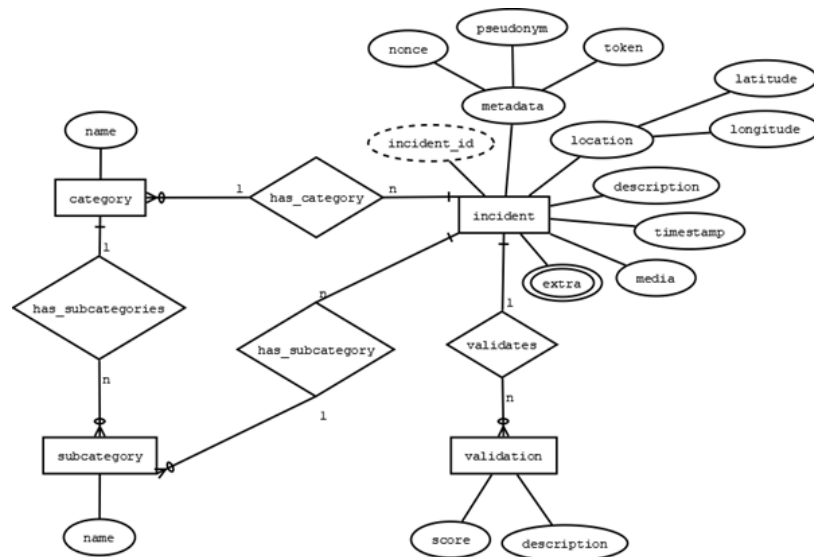 pseudonym
nonce
token
metadata
latitude
name
incident_id
location
longitude
category
1
has_category
n
incident
description
1
timestamp
has_subcategories
n
extra
media
1
has_subcategory
validates
n
1
n
subcategory
validation
name
score
description